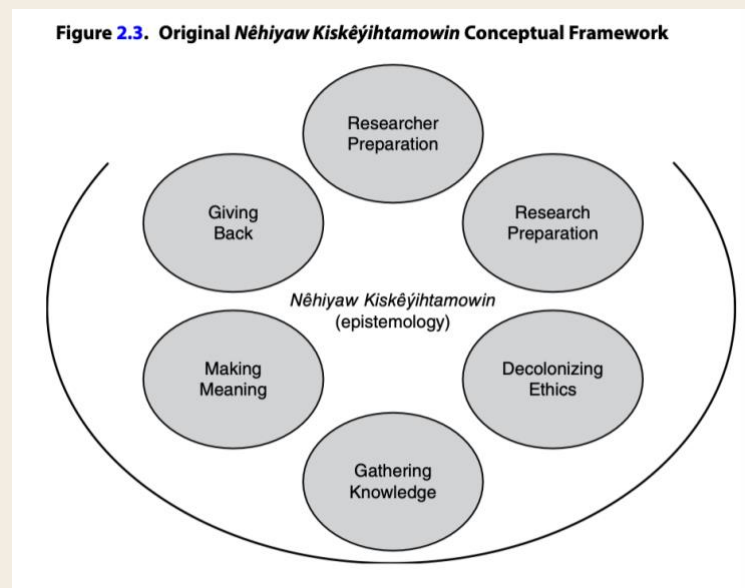 Figure 2.3. Original Nêhiyaw Kiskêýihtamowin Conceptual Framework
Researcher
Preparation
Giving
Back
Research
Preparation
Nêhiyaw Kiskêýihtamowin
(epistemology)
Making
Meaning
Decolonizing
Ethics
Gathering
Knowledge